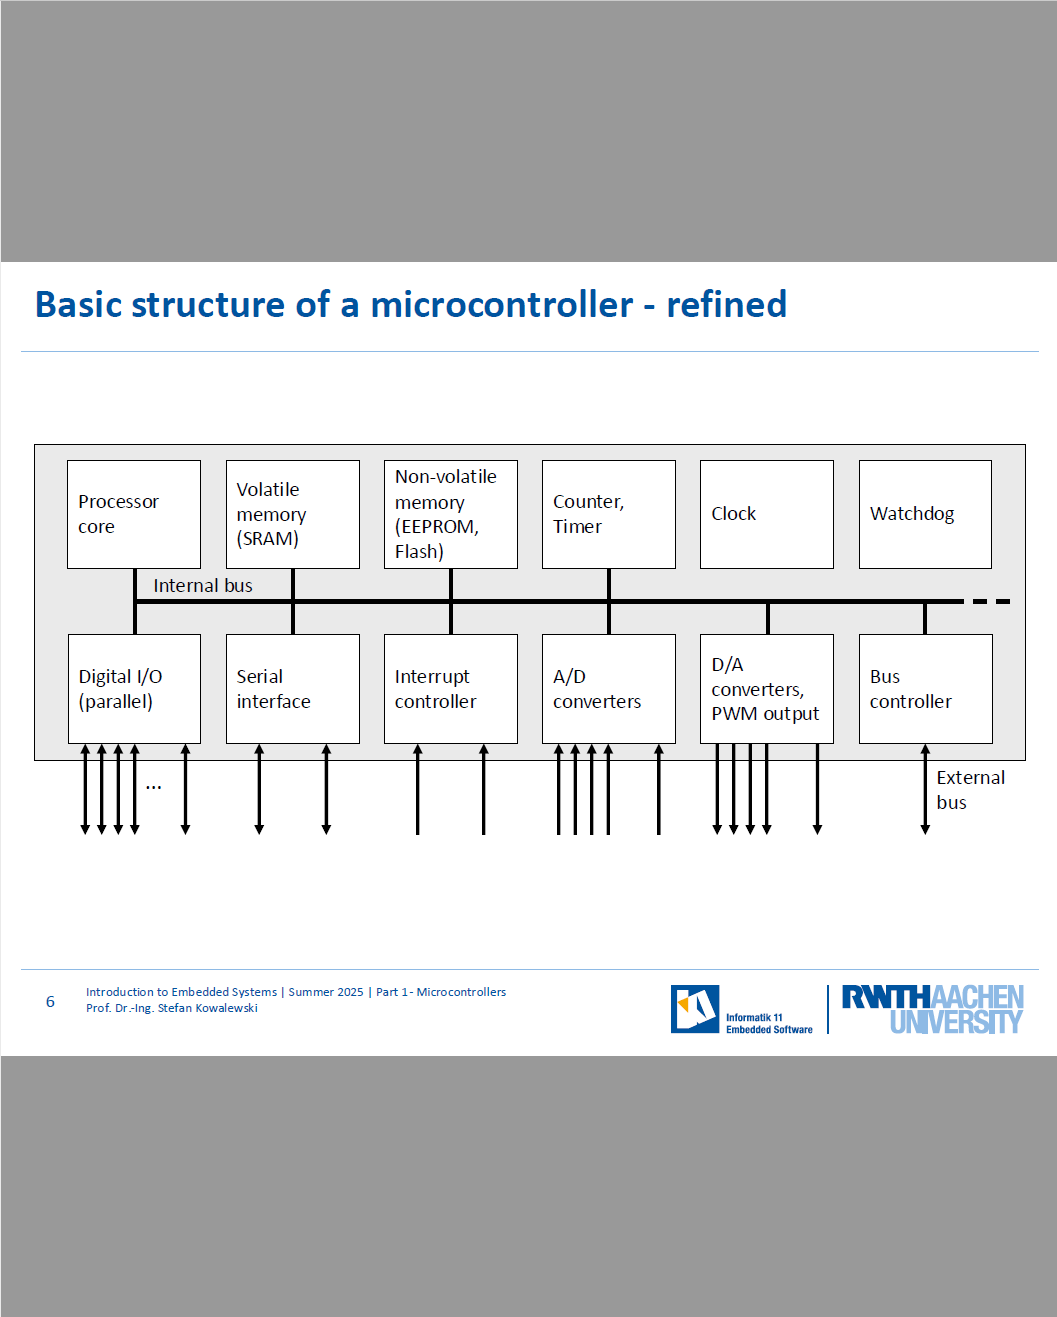 Basic structure of a microcontroller - refined
Processor
core
Volatile
memory
(SRAM)
Non-volatile
memory
(EEPROM,
Flash)
Counter,
Timer
Clock
Watchdog
Internal bus
Digital I/O
(parallel)
Serial
interface
Interrupt
controller
A/D
converters
D/A
converters,
PWM output
Bus
controller
...
External
bus
6
Introduction to Embedded Systems | Summer 2025 | Part 1- Microcontrollers
Prof. Dr.-Ing. Stefan Kowalewski
Informatik 11
Embedded Software
RWTH AACHEN
UNIVERSITY